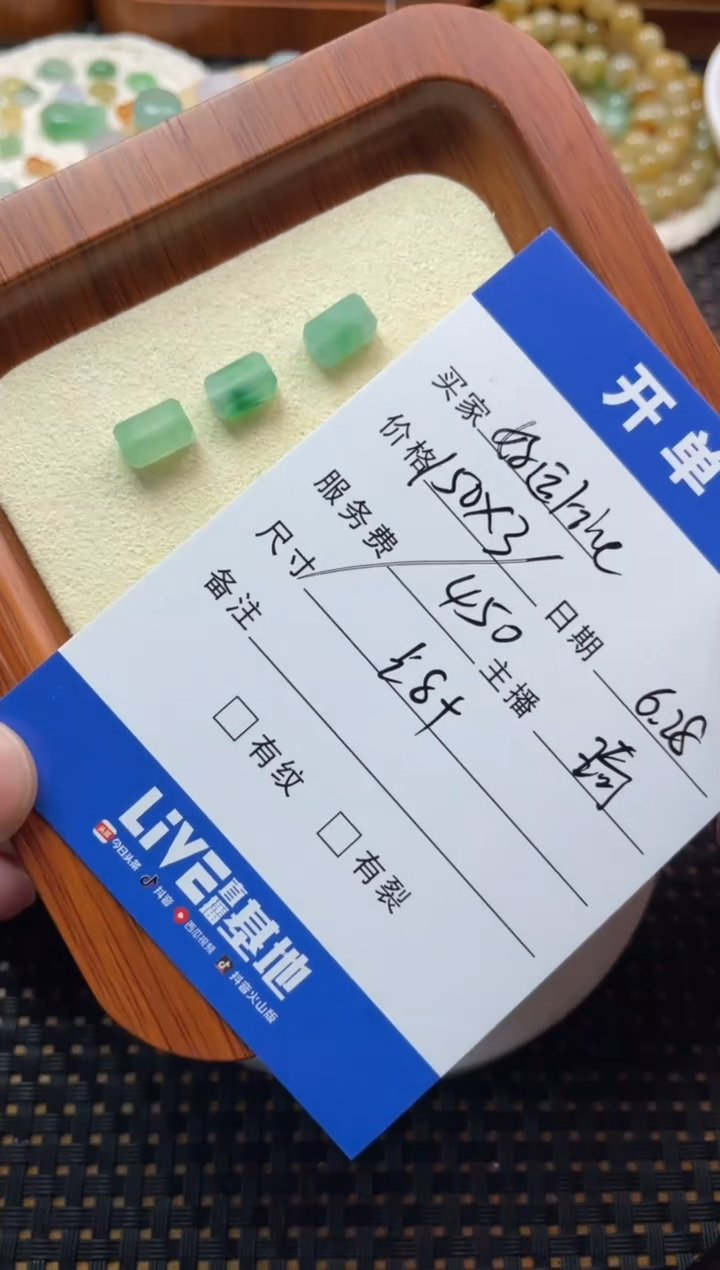 开单
买家
价格 150X3/
450
日期 6.28
服务费
主播
尺寸
备注
有纹
有裂
LiVE直播基地
头条 今日头条 抖音 西瓜视频 抖音火山版